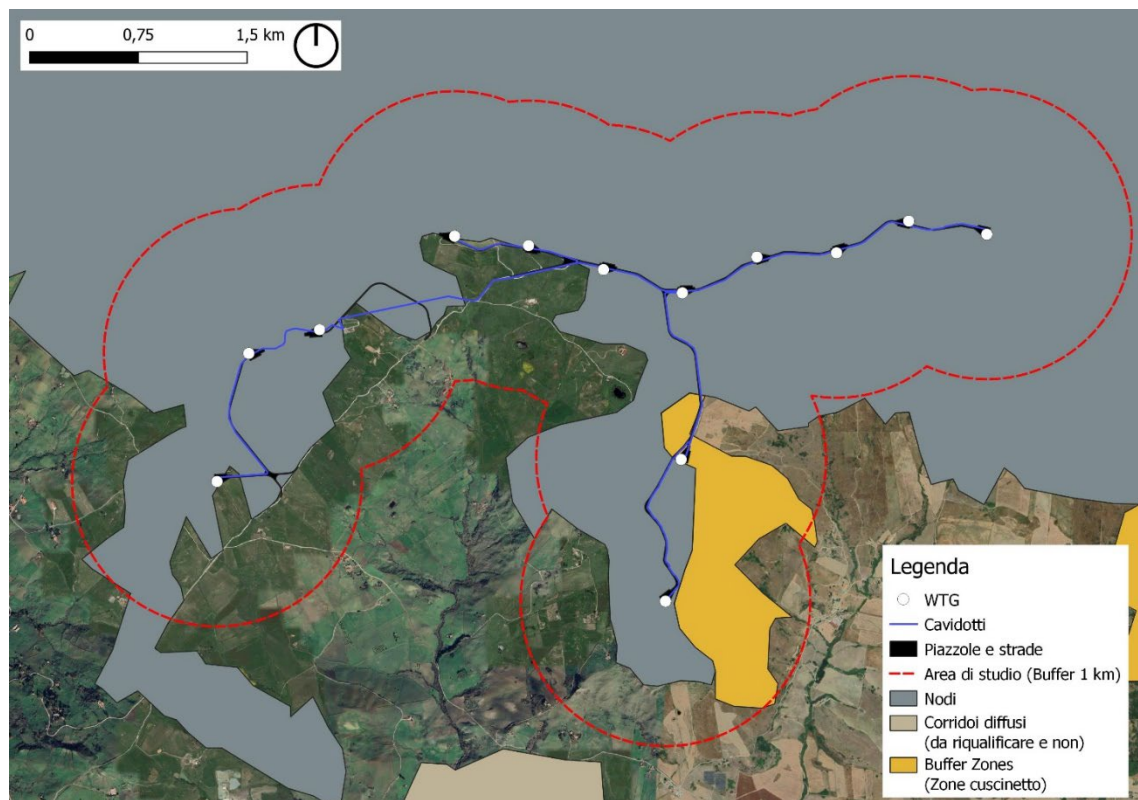 0 0,75 1,5 km
Legenda
WTG
Cavidotti
Piazzole e strade
Area di studio (Buffer 1 km)
Nodi
Corridoi diffusi
(da riqualificare e non)
Buffer Zones
(Zone cuscinetto)